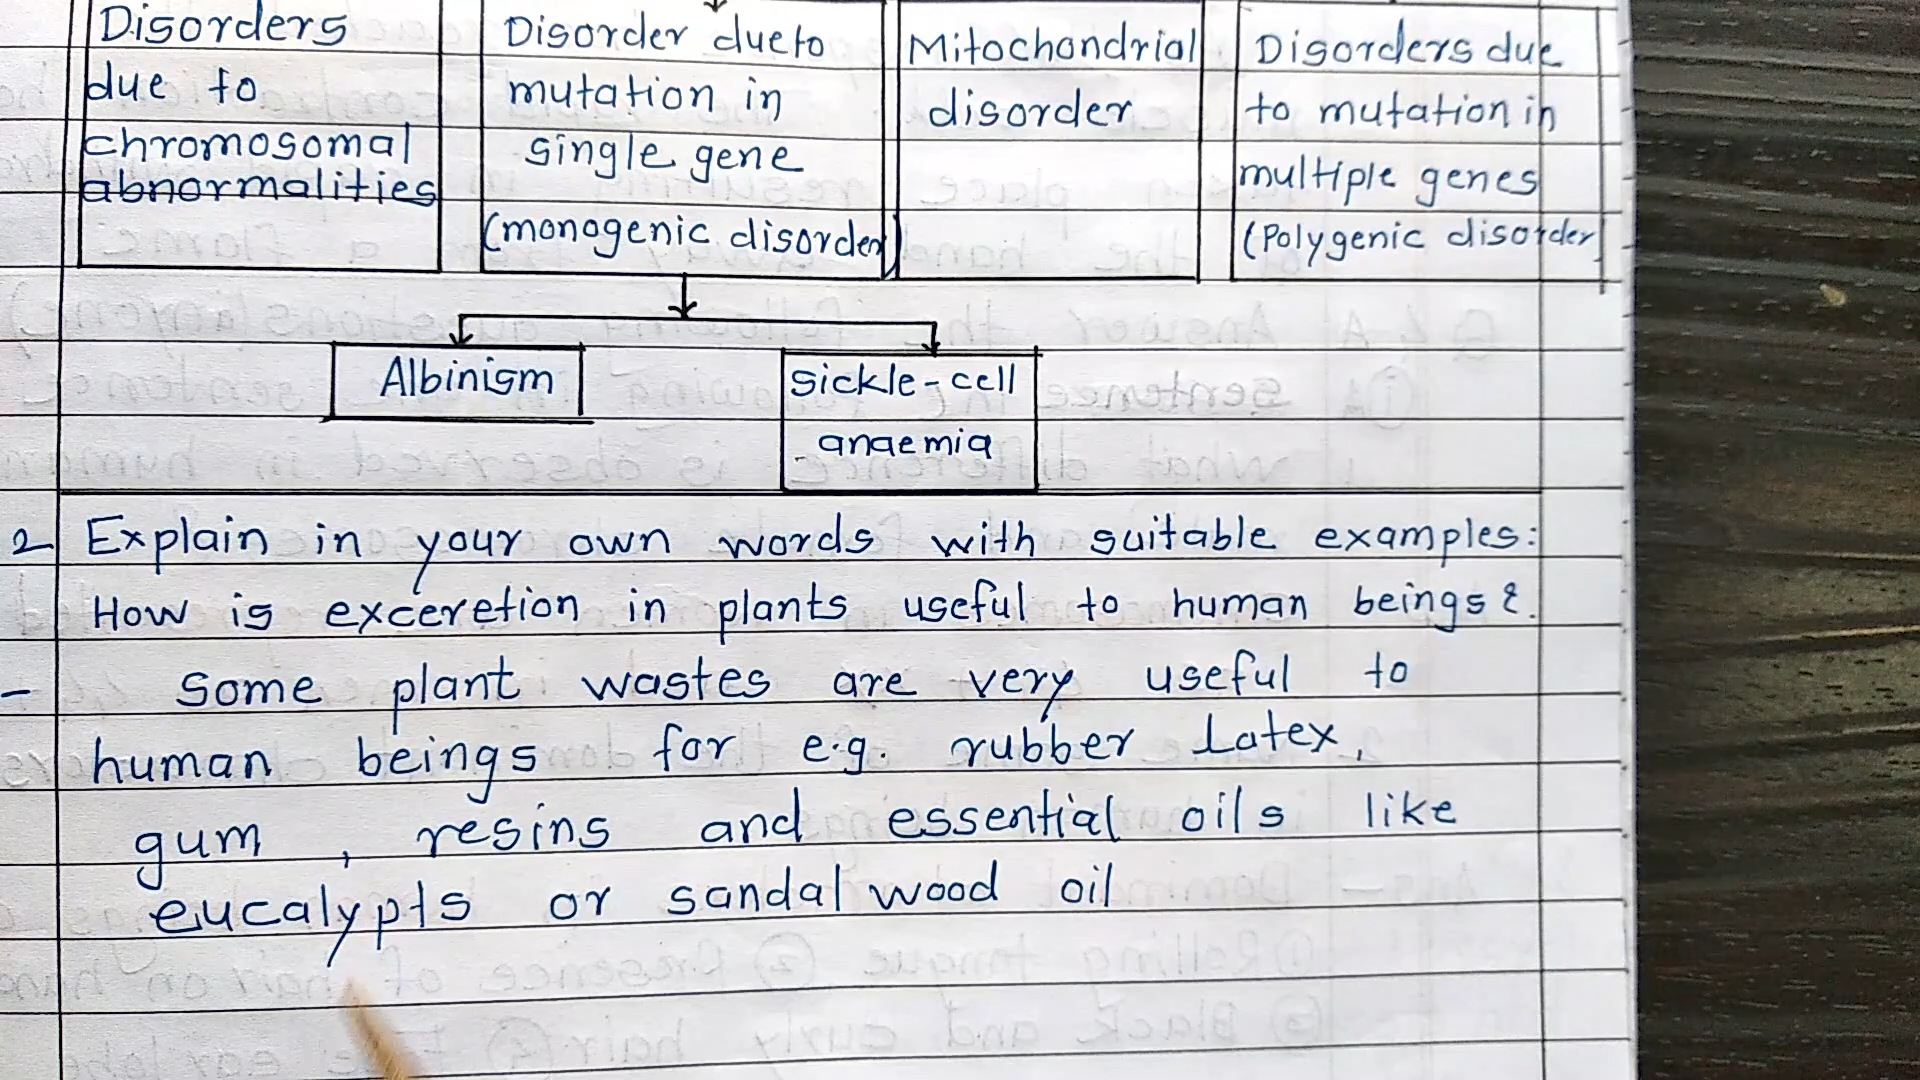 Disorders
due to
chromosomal
abnormalities
Disorder due to
mutation in
single gene
(monogenic disorder)
Mitochondrial
disorder
Disorders due
to mutation in
multiple genes
(Polygenic disorder
Albinism
Sickle-cell
anaemia
2 Explain in your own words with suitable examples:
How is exceretion in plants useful to human beings?
- Some plant wastes are very useful to
human beings for e.g. rubber Latex,
gum , resins and essential oils like
eucalypts or sandal wood oil